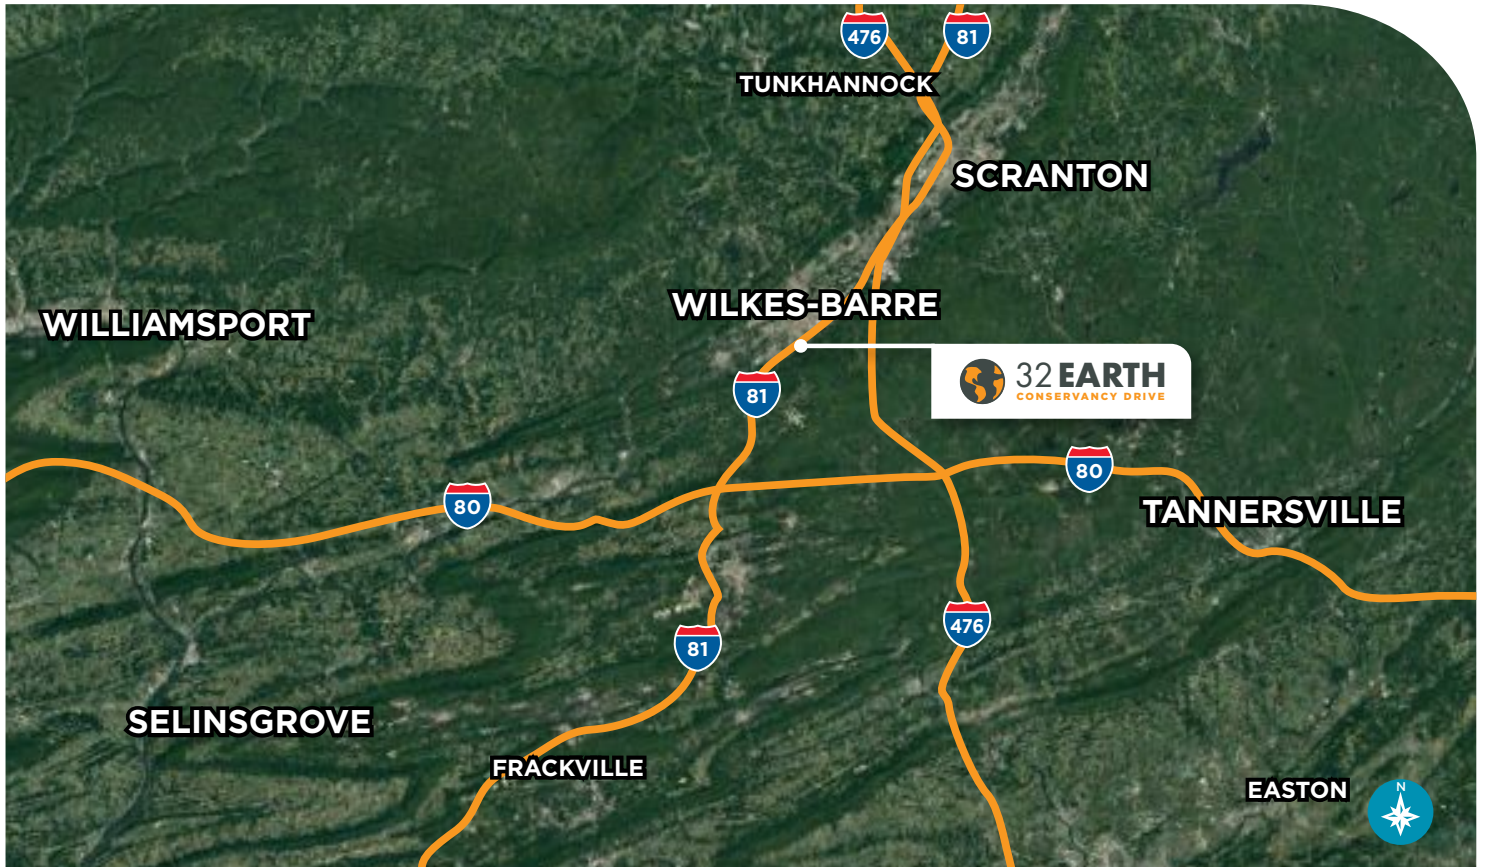 476
81
TUNKHANNOCK
SCRANTON
WILKES-BARRE
WILLIAMSPORT
32 EARTH
CONSERVANCY DRIVE
81
80
80
TANNERSVILLE
476
81
SELINSGROVE
FRACKVILLE
EASTON
N